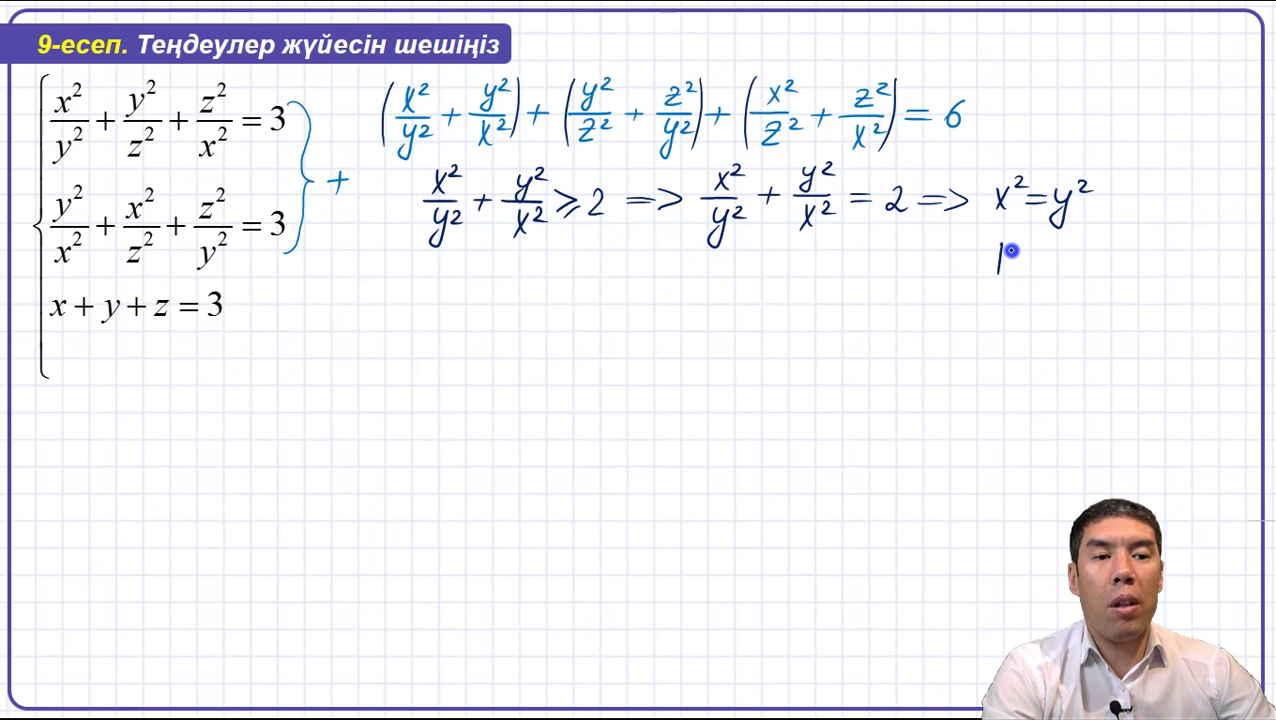 9-есеп. Теңдеулер жүйесін шешіңіз
x²/y² + y²/z² + z²/x² = 3
y²/x² + x²/z² + z²/y² = 3
x + y + z = 3
+
(x²/y² + y²/x²) + (y²/z² + z²/y²) + (x²/z² + z²/x²) = 6
x²/y² + y²/x² ⩾ 2 => x²/y² + y²/x² = 2 => x² = y²
|